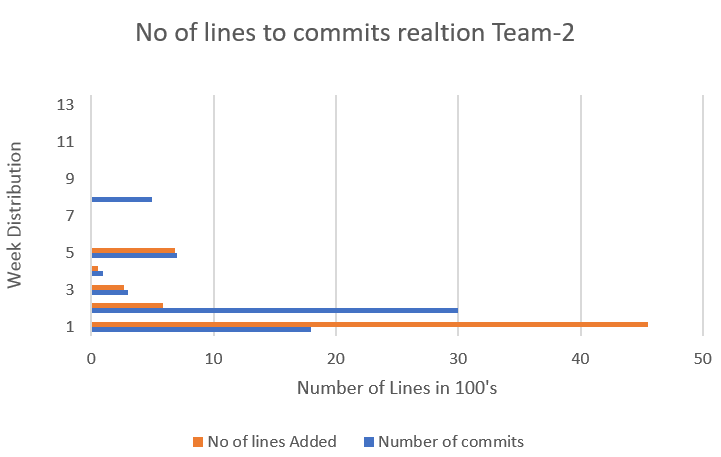 No of lines to commits realtion Team-2
13
11
9
7
5
3
1
Week Distribution
0 10 20 30 40 50
Number of Lines in 100's
No of lines Added Number of commits